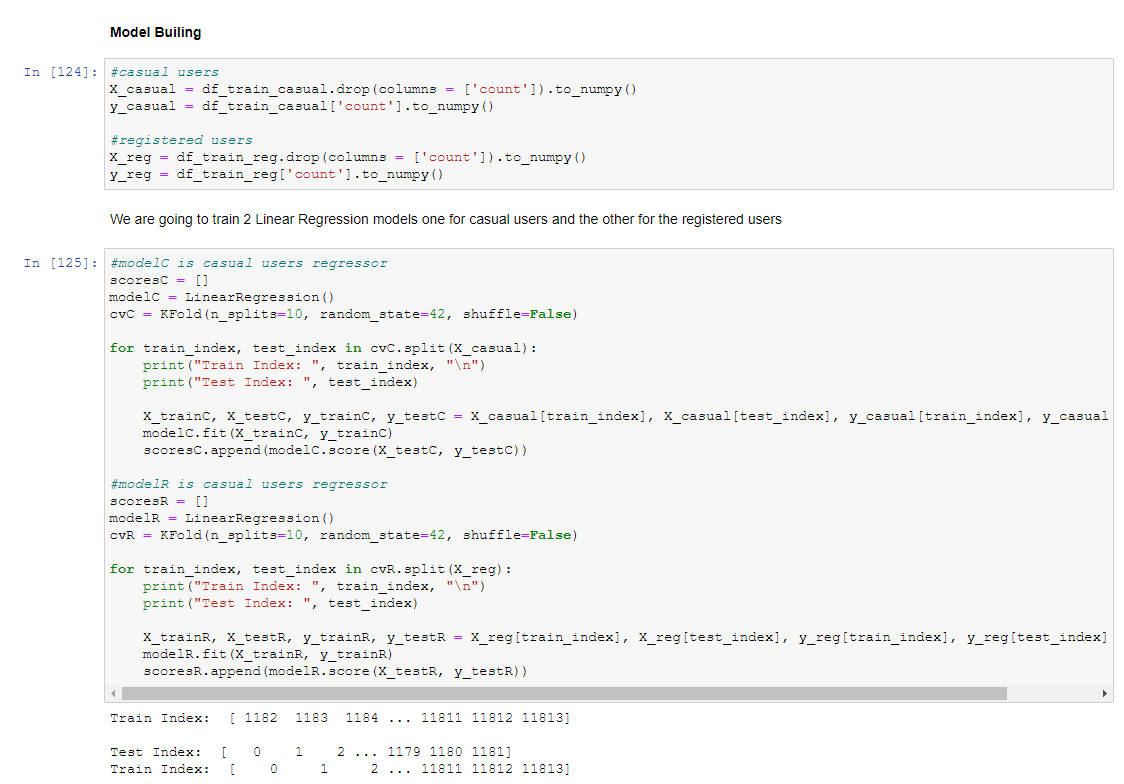 Model Builing
In [124]:
#casual users
X_casual = df_train_casual.drop(columns = ['count']).to_numpy()
y_casual = df_train_casual['count'].to_numpy()
#registered users
X_reg = df_train_reg.drop(columns = ['count']).to_numpy()
y_reg = df_train_reg['count'].to_numpy()
We are going to train 2 Linear Regression models one for casual users and the other for the registered users
In [125]:
#modelC is casual users regressor
scoresC = []
modelC = LinearRegression()
cvC = KFold(n_splits=10, random_state=42, shuffle=False)
for train_index, test_index in cvC.split(X_casual):
print("Train Index: ", train_index, "\n")
print("Test Index: ", test_index)
X_trainC, X_testC, y_trainC, y_testC = X_casual[train_index], X_casual[test_index], y_casual[train_index], y_casual
modelC.fit(X_trainC, y_trainC)
scoresC.append(modelC.score(X_testC, y_testC))
#modelR is casual users regressor
scoresR = []
modelR = LinearRegression()
cvR = KFold(n_splits=10, random_state=42, shuffle=False)
for train_index, test_index in cvR.split(X_reg):
print("Train Index: ", train_index, "\n")
print("Test Index: ", test_index)
X_trainR, X_testR, y_trainR, y_testR = X_reg[train_index], X_reg[test_index], y_reg[train_index], y_reg[test_index]
modelR.fit(X_trainR, y_trainR)
scoresR.append(modelR.score(X_testR, y_testR))
Train Index:  [ 1182  1183  1184 ... 11811 11812 11813]
Test Index:  [   0    1    2 ... 1179 1180 1181]
Train Index:  [    0     1     2 ... 11811 11812 11813]